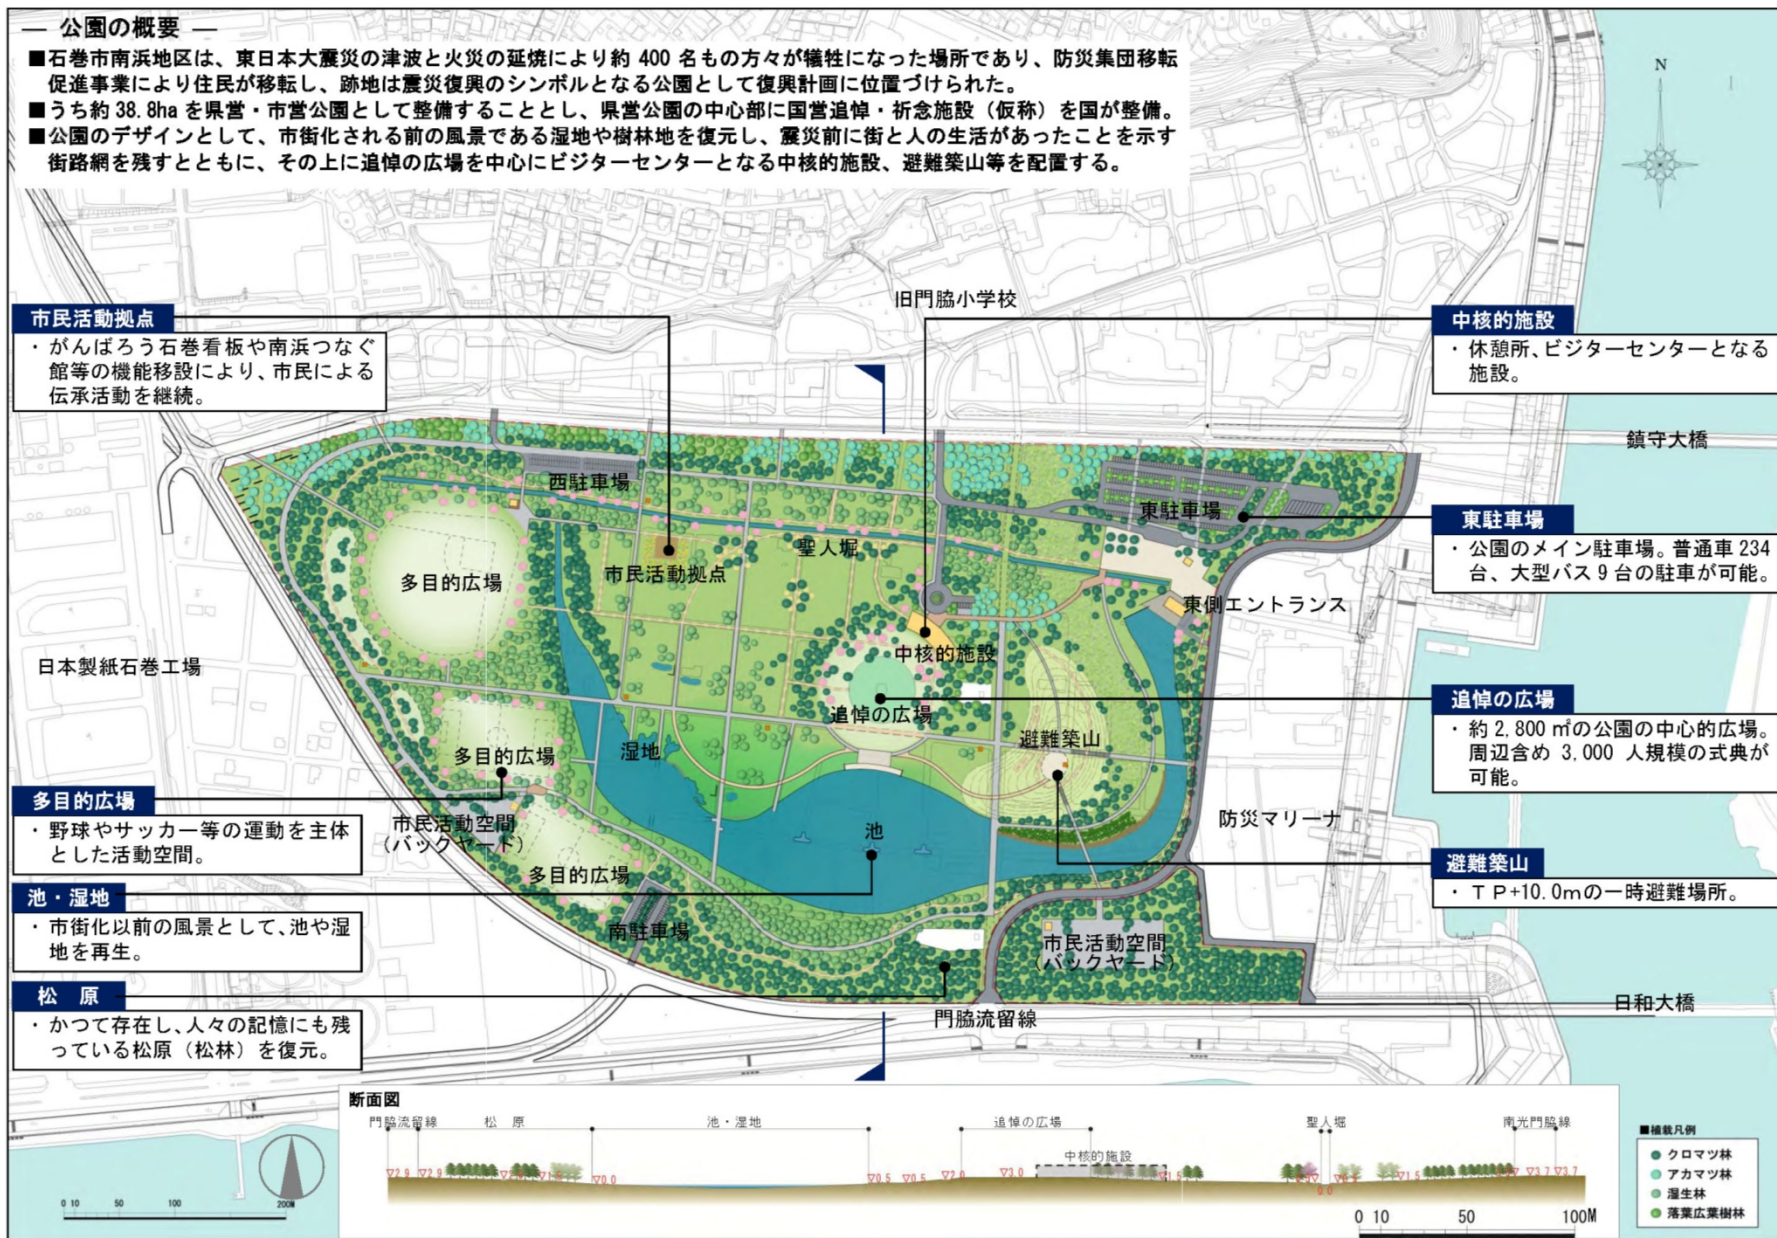 ― 公園の概要 ―
■石巻市南浜地区は、東日本大震災の津波と火災の延焼により約 400 名もの方々が犠牲になった場所であり、防災集団移転
促進事業により住民が移転し、跡地は震災復興のシンボルとなる公園として復興計画に位置づけられた。
■うち約 38.8ha を県営・市営公園として整備することとし、県営公園の中心部に国営追悼・祈念施設（仮称）を国が整備。
■公園のデザインとして、市街化される前の風景である湿地や樹林地を復元し、震災前に街と人の生活があったことを示す
街路網を残すとともに、その上に追悼の広場を中心にビジターセンターとなる中核的施設、避難築山等を配置する。
N
旧門脇小学校
市民活動拠点
・がんばろう石巻看板や南浜つなぐ
館等の機能移設により、市民による
伝承活動を継続。
中核的施設
・休憩所、ビジターセンターとなる
施設。
鎮守大橋
西駐車場
東駐車場
聖人堀
市民活動拠点
多目的広場
東側エントランス
東駐車場
・公園のメイン駐車場。普通車 234
台、大型バス 9 台の駐車が可能。
日本製紙石巻工場
中核的施設
追悼の広場
避難築山
湿地
多目的広場
追悼の広場
・約 2,800 ㎡の公園の中心的広場。
周辺含め 3,000 人規模の式典が
可能。
多目的広場
・野球やサッカー等の運動を主体
とした活動空間。
市民活動空間
（バックヤード）
池
防災マリーナ
多目的広場
避難築山
・ＴＰ+10.0ｍの一時避難場所。
池・湿地
・市街化以前の風景として、池や湿
地を再生。
南駐車場
市民活動空間
（バックヤード）
松 原
・かつて存在し、人々の記憶にも残
っている松原（松林）を復元。
日和大橋
門脇流留線
断面図
門脇流留線 松 原 池・湿地 追悼の広場 聖人堀 南光門脇線
中核的施設
▽2.9 ▽2.9 ▽0.0 ▽0.5 ▽0.5 ▽2.0 ▽3.0 ▽1.5 0.0 ▽1.5 ▽3.7 ▽3.7
0 10 50 100 200M
0 10 50 100M
■植栽凡例
クロマツ林
アカマツ林
湿生林
落葉広葉樹林